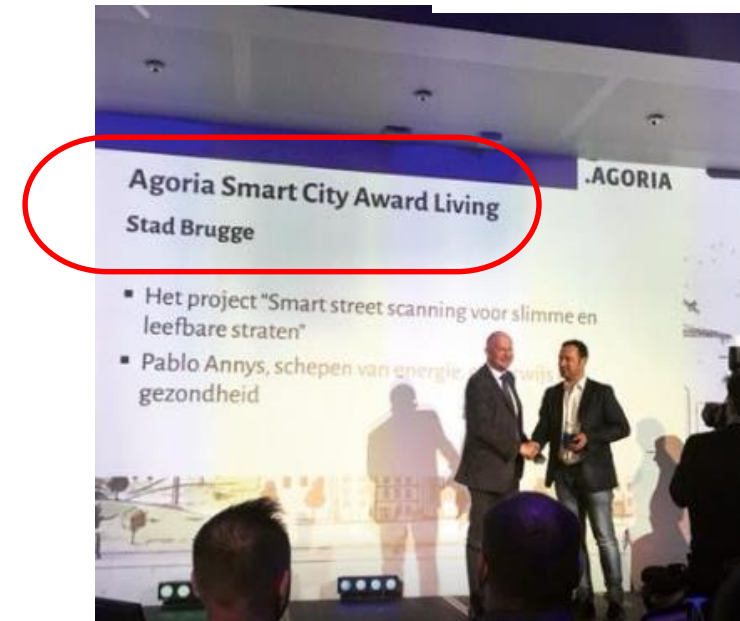 .AGORIA
Agoria Smart City Award Living
Stad Brugge
▪ Het project "Smart street scanning voor slimme en
leefbare straten"
▪ Pablo Annys, schepen van energie,
gezondheid